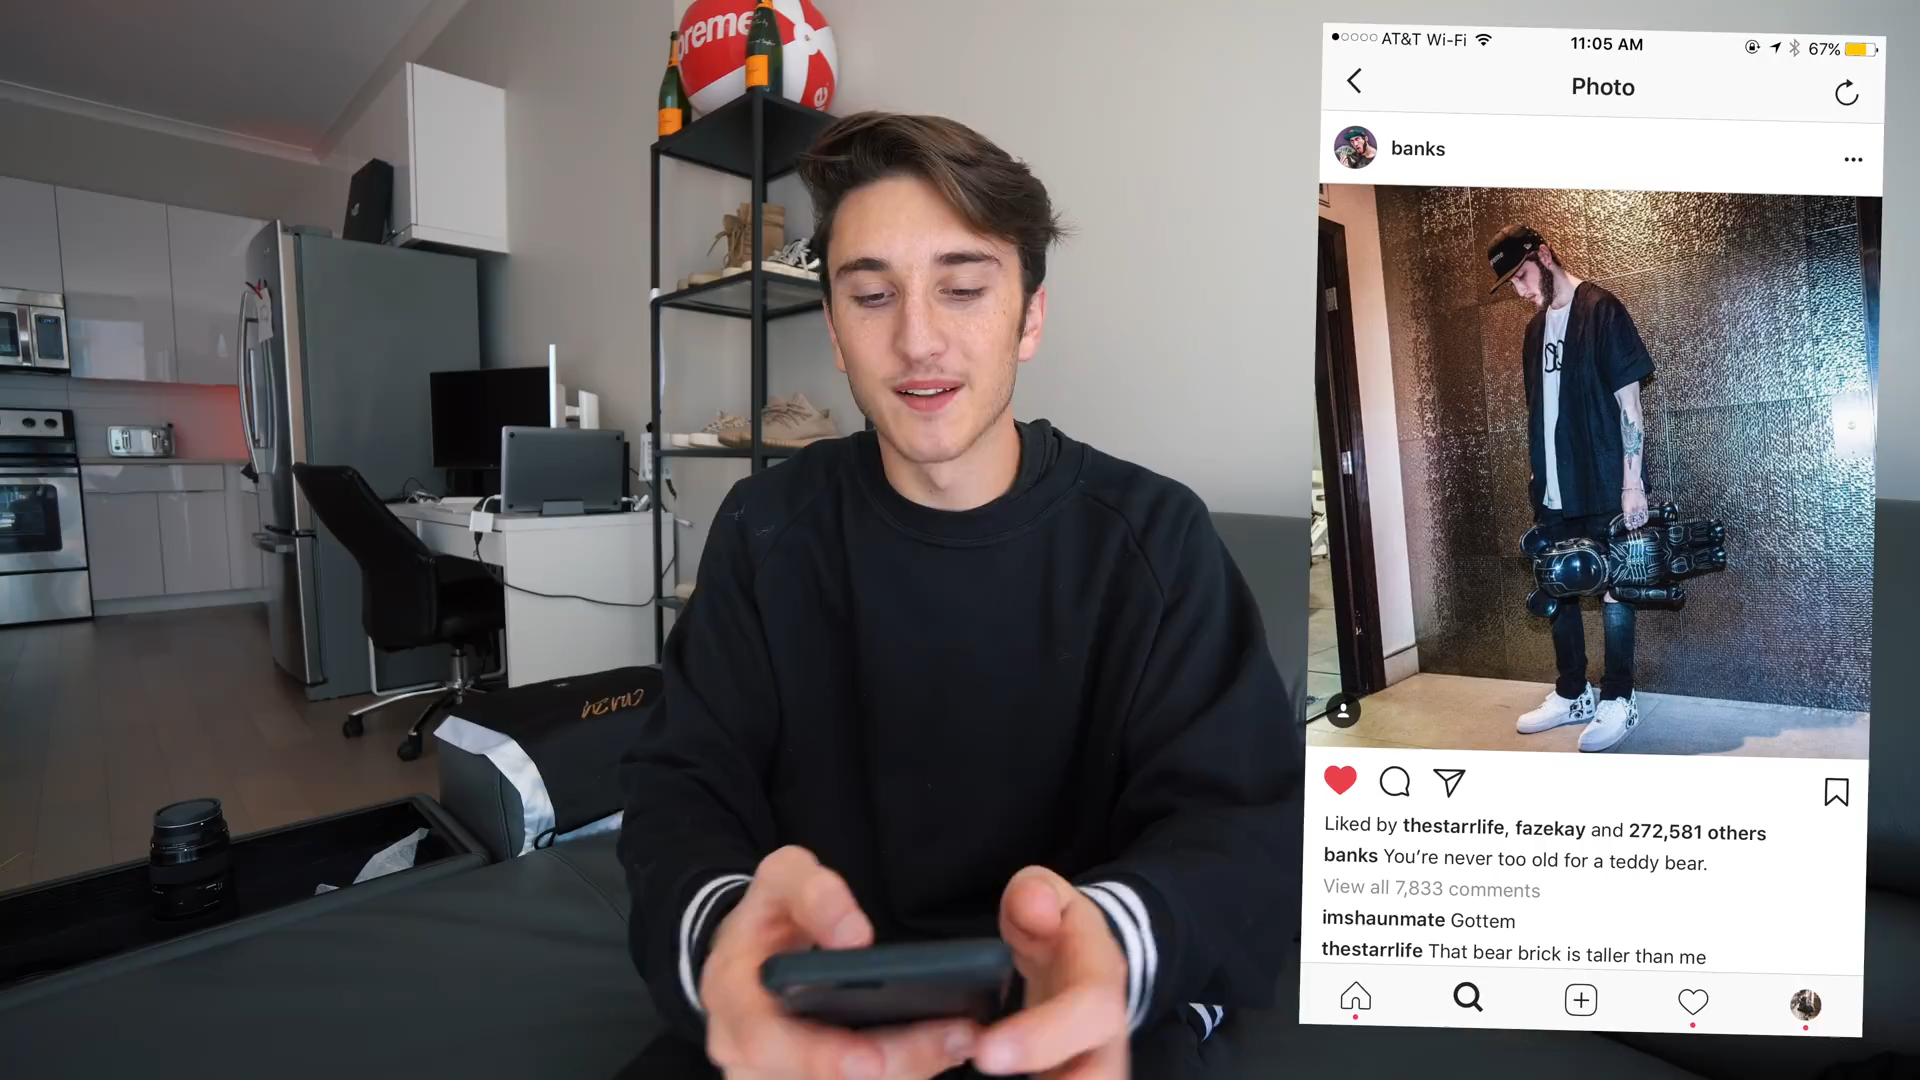 preme
AT&T Wi-Fi 11:05 AM 67%
Photo
banks
Liked by thestarrlife, fazekay and 272,581 others
banks You’re never too old for a teddy bear.
View all 7,833 comments
imshaunmate Gottem
thestarrlife That bear brick is taller than me